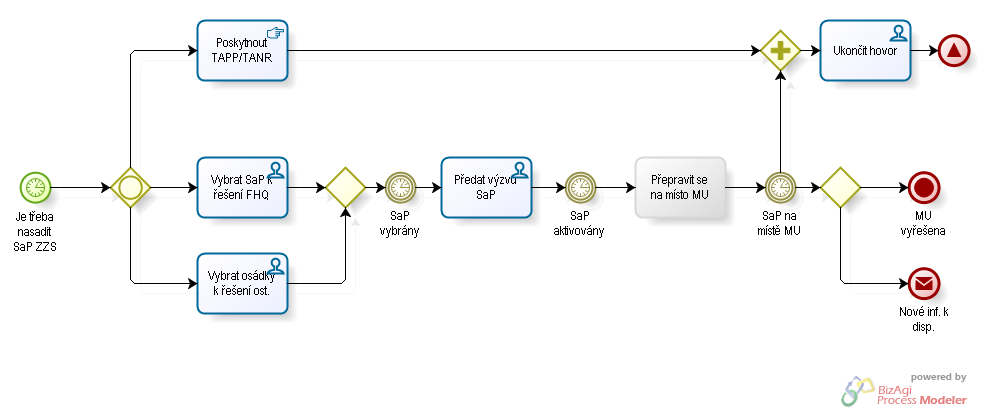 Poskytnout
TAPP/TANR
Ukončit hovor
Je třeba
nasadit
SaP ZZS
Vybrat SaP k
řešení FHQ
SaP
vybrány
Předat výzvu
SaP
SaP
aktivovány
Přepravit se
na místo MU
SaP na
místě MU
MU
vyřešena
Vybrat osádky
k řešení ost.
Nové inf. k
disp.
powered by
BizAgi
Process Modeler